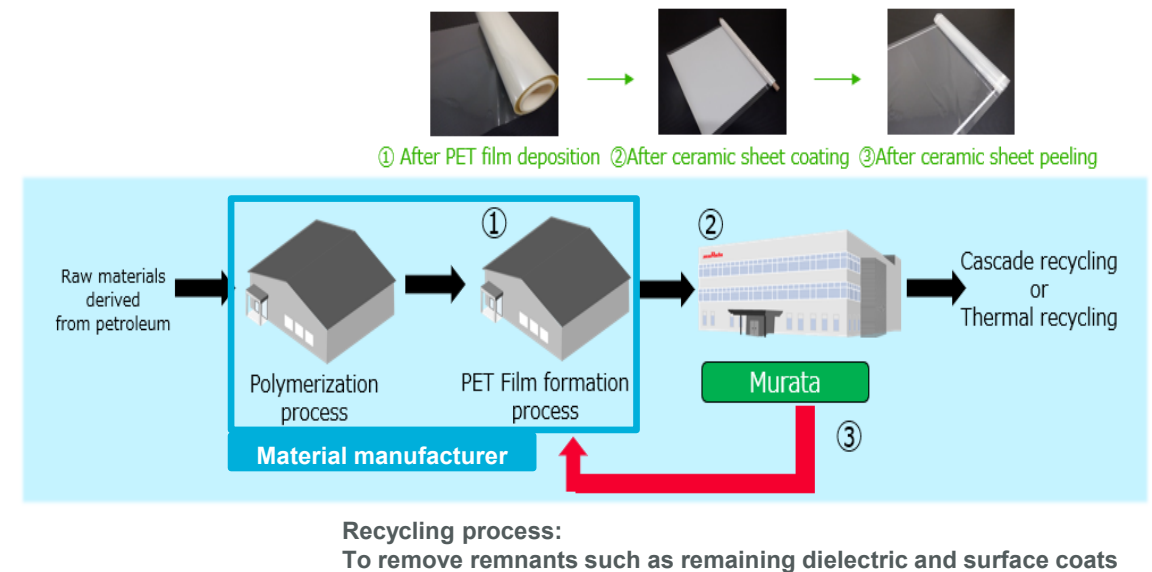 ① After PET film deposition ②After ceramic sheet coating ③After ceramic sheet peeling
①
②
muRata
Raw materials
derived
from petroleum
Cascade recycling
or
Thermal recycling
Polymerization
process
PET Film formation
process
Murata
③
Material manufacturer
Recycling process:
To remove remnants such as remaining dielectric and surface coats